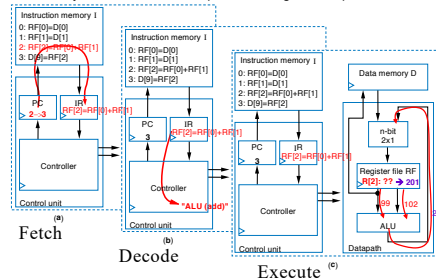 Instruction memory I
0: RF[0]=D[0]
1: RF[1]=D[1]
2: RF[2]=RF[0]+RF[1]
3: D[9]=RF[2]
PC
2->3
IR
RF[2]=RF[0]+RF[1]
Controller
Control unit
(a)
Fetch
Instruction memory I
0: RF[0]=D[0]
1: RF[1]=D[1]
2: RF[2]=RF[0]+RF[1]
3: D[9]=RF[2]
PC
3
IR
RF[2]=RF[0]+RF[1]
Controller
"ALU (add)"
Control unit
(b)
Decode
Instruction memory I
0: RF[0]=D[0]
1: RF[1]=D[1]
2: RF[2]=RF[0]+RF[1]
3: D[9]=RF[2]
PC
3
IR
RF[2]=RF[0]+RF[1]
Controller
Control unit
Data memory D
n-bit
2x1
Register file RF
R[2]: ?? → 201
99
102
ALU
Datapath
(c)
Execute